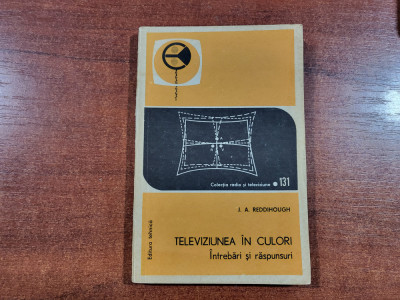 Colecția radio și televiziune • 131
J. A. REDDIHOUGH
TELEVIZIUNEA ÎN CULORI
Întrebări și răspunsuri
Editura tehnică